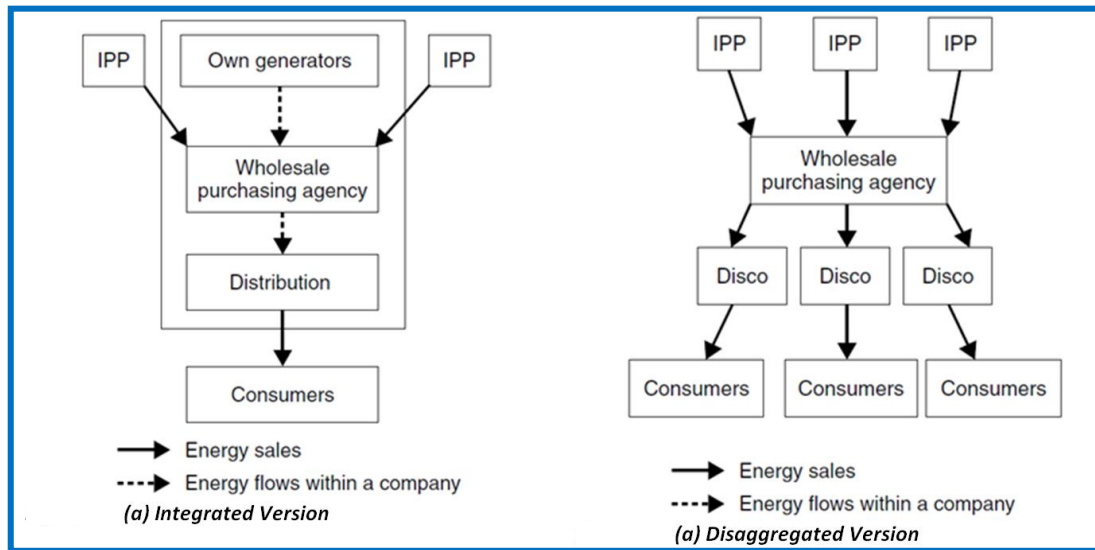 IPP
Own generators
IPP
Wholesale
purchasing agency
Distribution
Consumers
Energy sales
Energy flows within a company
(a) Integrated Version
IPP
IPP
IPP
Wholesale
purchasing agency
Disco
Disco
Disco
Consumers
Consumers
Consumers
Energy sales
Energy flows within a company
(a) Disaggregated Version